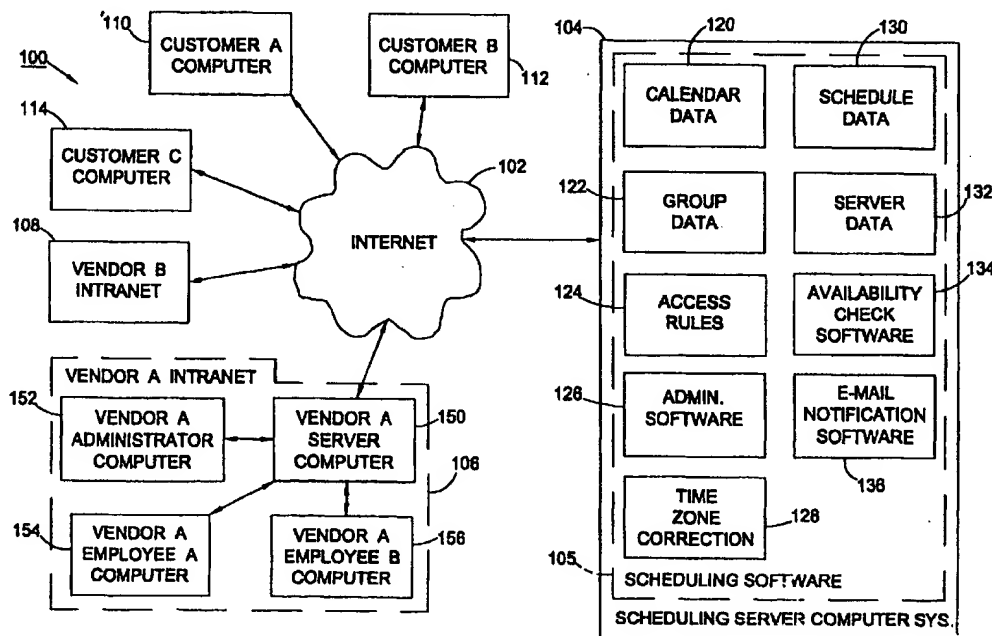 110
CUSTOMER A
COMPUTER
CUSTOMER B
COMPUTER
112
100
114
CUSTOMER C
COMPUTER
108
VENDOR B
INTRANET
102
INTERNET
VENDOR A INTRANET
152
VENDOR A
ADMINISTRATOR
COMPUTER
VENDOR A
SERVER
COMPUTER
150
106
154
VENDOR A
EMPLOYEE A
COMPUTER
VENDOR A
EMPLOYEE B
COMPUTER
156
104
120
130
CALENDAR
DATA
SCHEDULE
DATA
122
GROUP
DATA
SERVER
DATA
132
124
ACCESS
RULES
AVAILABILITY
CHECK
SOFTWARE
134
126
ADMIN.
SOFTWARE
E-MAIL
NOTIFICATION
SOFTWARE
136
TIME
ZONE
CORRECTION
128
105
SCHEDULING SOFTWARE
SCHEDULING SERVER COMPUTER SYS.